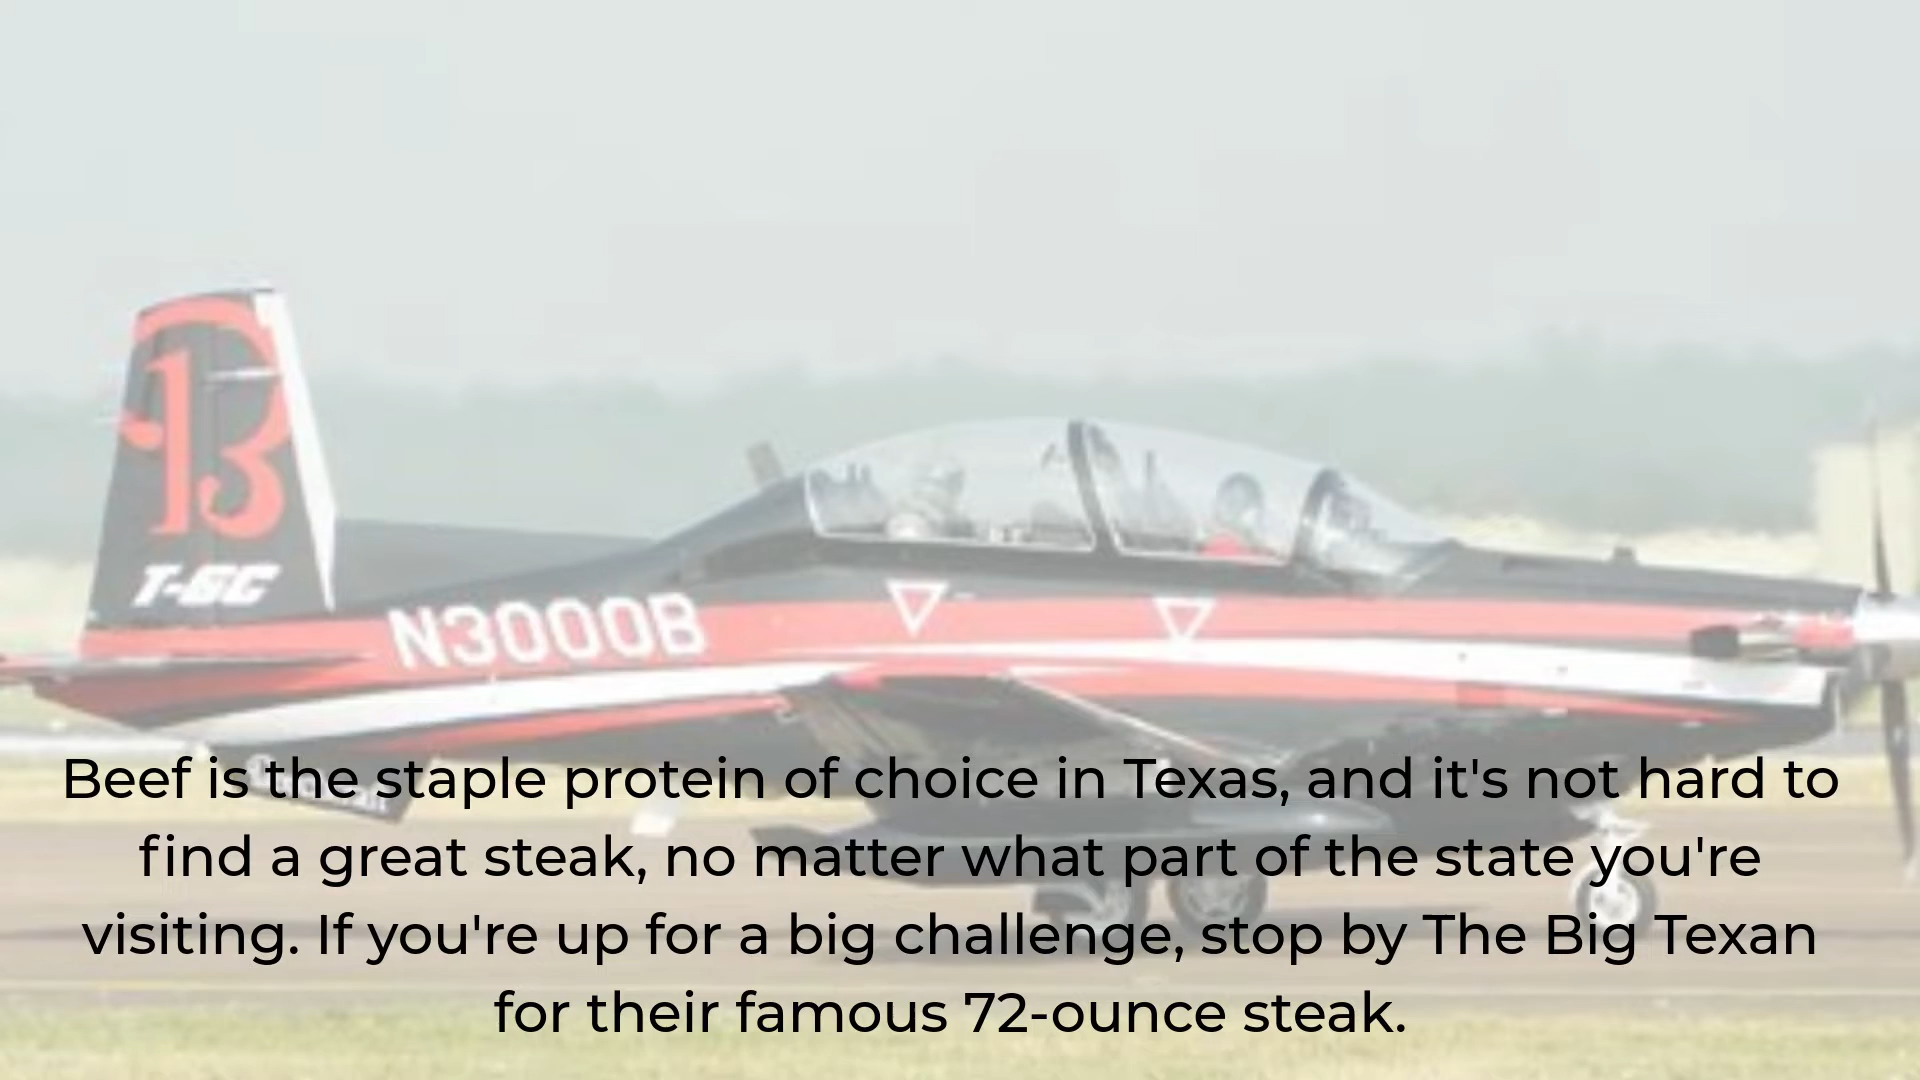 13
T-6C
N3000B
Beef is the staple protein of choice in Texas, and it's not hard to
find a great steak, no matter what part of the state you're
visiting. If you're up for a big challenge, stop by The Big Texan
for their famous 72-ounce steak.